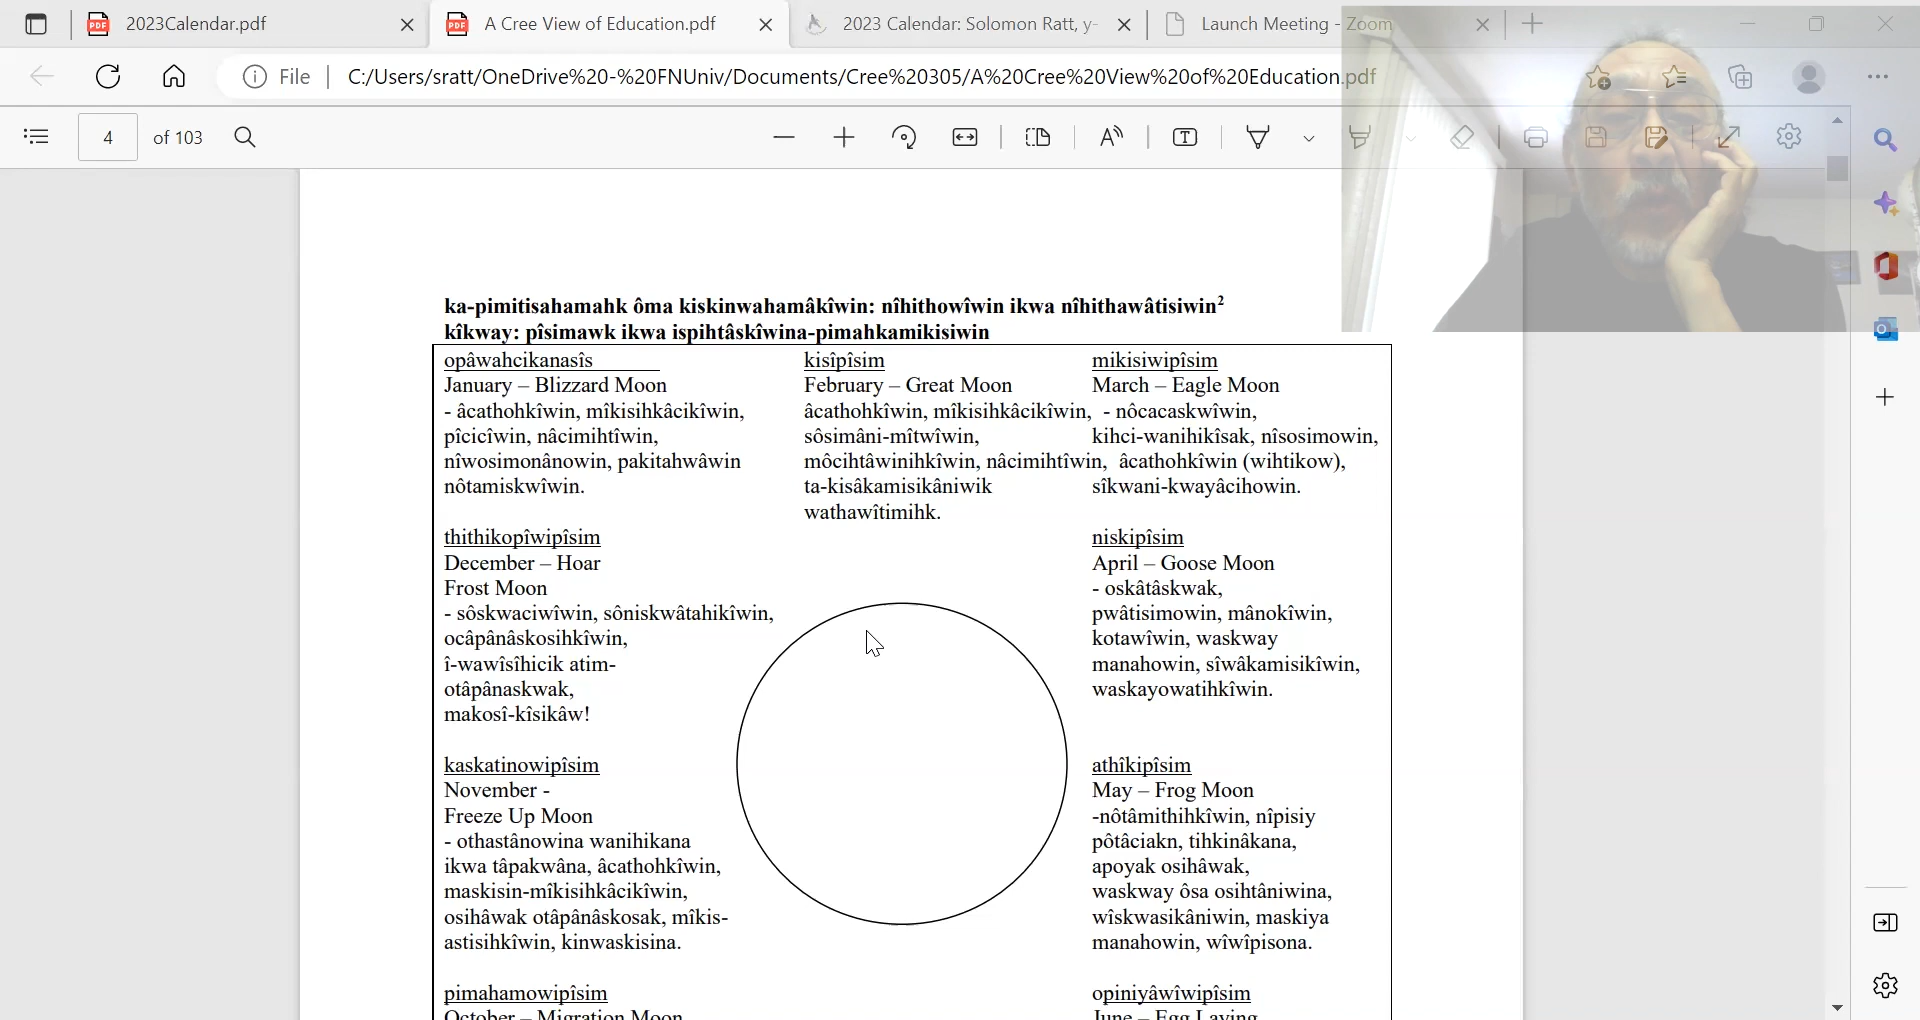 2023Calendar.pdf
A Cree View of Education.pdf
2023 Calendar: Solomon Ratt, y-
Launch Meeting - Zoom
File
C:/Users/sratt/OneDrive%20-%20FNUniv/Documents/Cree%20305/A%20Cree%20View%20of%20Education.pdf
4 of 103
ka-pimitisahamahk ôma kiskinwahamâkîwin: nîhithowîwin ikwa nîhithawâtisiwin²
kîkway: pîsimawk ikwa ispihtâskîwina-pimahkamikisiwin
opâwahcikanasîs
January – Blizzard Moon
- âcathohkîwin, mîkisihkâcikîwin,
pîcicîwin, nâcimihtîwin,
nîwosimonânowin, pakitahwâwin
nôtamiskwîwin.
kisîpîsim
February – Great Moon
âcathohkîwin, mîkisihkâcikîwin,
sôsimâni-mîtwîwin,
môcihtâwinihkîwin, nâcimihtîwin,
ta-kisâkamisikâniwik
wathawîtimihk.
mikisiwipîsim
March – Eagle Moon
- nôcacaskwîwin,
kihci-wanihikîsak, nîsosimowin,
âcathohkîwin (wihtikow),
sîkwani-kwayâcihowin.
thithikopîwipîsim
December – Hoar
Frost Moon
- sôskwaciwîwin, sôniskwâtahikîwin,
ocâpânâskosihkîwin,
î-wawîsîhicik atim-
otâpânaskwak,
makosî-kîsikâw!
niskipîsim
April – Goose Moon
- oskâtâskwak,
pwâtisimowin, mânokîwin,
kotawîwin, waskway
manahowin, sîwâkamisikîwin,
waskayowatihkîwin.
kaskatinowipîsim
November -
Freeze Up Moon
- othastânowina wanihikana
ikwa tâpakwâna, âcathohkîwin,
maskisin-mîkisihkâcikîwin,
osihâwak otâpânâskosak, mîkis-
astisihkîwin, kinwaskisina.
athîkipîsim
May – Frog Moon
-nôtâmithihkîwin, nîpisiy
pôtâciakn, tihkinâkana,
apoyak osihâwak,
waskway ôsa osihtâniwina,
wîskwasikâniwin, maskiya
manahowin, wîwîpisona.
pimahamowipîsim
October – Migration Moon
opiniyâwîwipîsim
June – Egg Laying